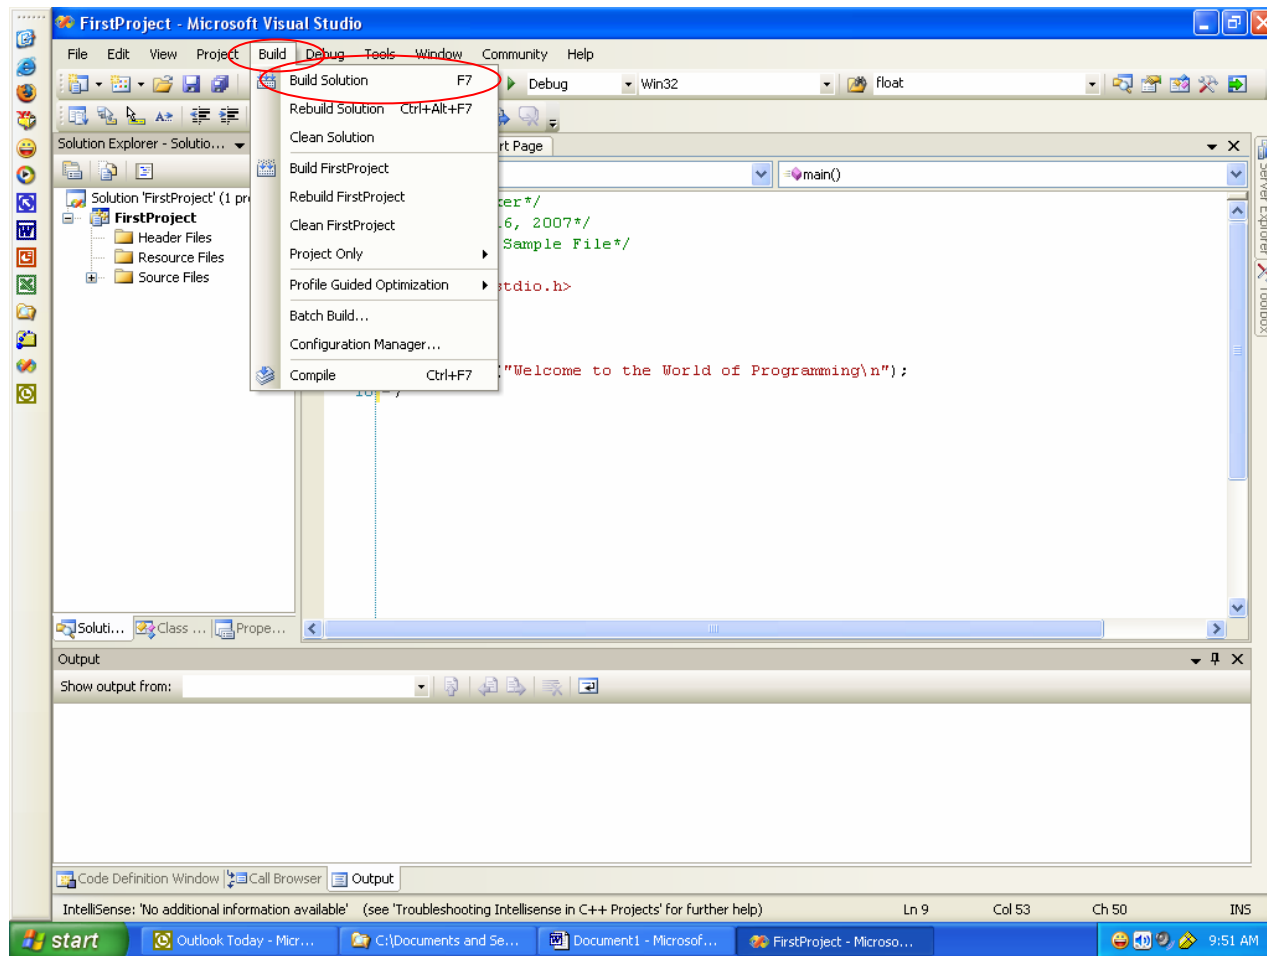 FirstProject - Microsoft Visual Studio
File Edit View Project Build Debug Tools Window Community Help
Debug Win32 float
Build Solution F7
Rebuild Solution Ctrl+Alt+F7
Clean Solution
Build FirstProject
Rebuild FirstProject
Clean FirstProject
Project Only
Profile Guided Optimization
Batch Build...
Configuration Manager...
Compile Ctrl+F7
Solution Explorer - Solutio...
Solution 'FirstProject' (1 pr
FirstProject
Header Files
Resource Files
Source Files
rt Page
main()
ker*/
6, 2007*/
Sample File*/
stdio.h>
("Welcome to the World of Programming\n");
10
Server Explorer
Toolbox
Soluti... Class ... Prope...
Output
Show output from:
Code Definition Window Call Browser Output
IntelliSense: 'No additional information available' (see 'Troubleshooting Intellisense in C++ Projects' for further help) Ln 9 Col 53 Ch 50 INS
start Outlook Today - Micr... C:\Documents and Se... Document1 - Microsof... FirstProject - Microso... 9:51 AM